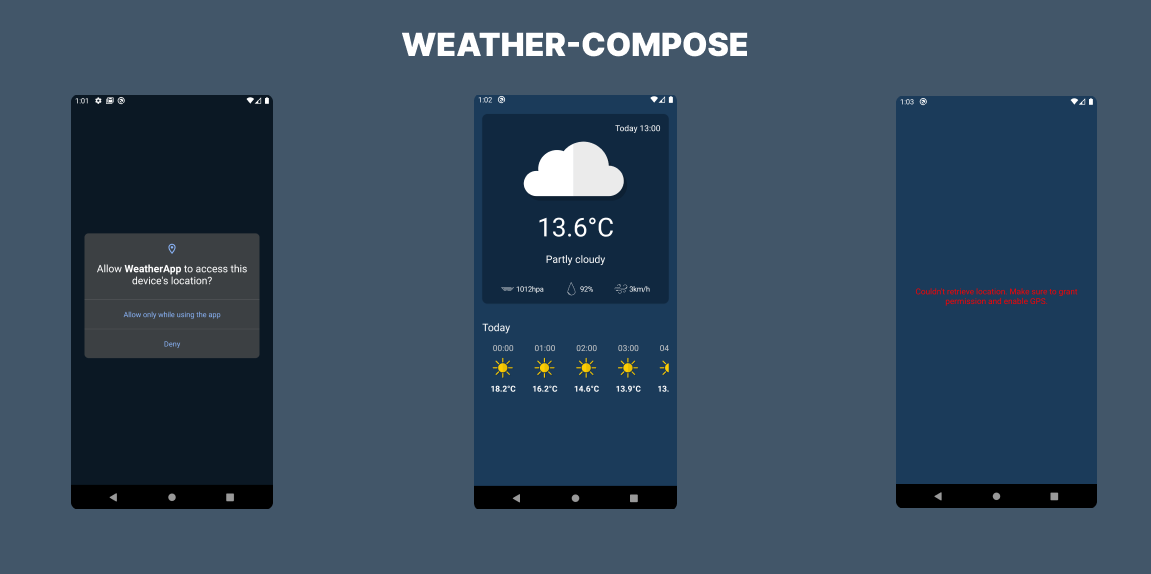 WEATHER-COMPOSE
1:01
Allow WeatherApp to access this
device's location?
Allow only while using the app
Deny
1:02
Today 13:00
13.6°C
Partly cloudy
1012hpa 92% 3km/h
Today
00:00 01:00 02:00 03:00 04
18.2°C 16.2°C 14.6°C 13.9°C 13.
1:03
Couldn't retrieve location. Make sure to grant
permission and enable GPS.